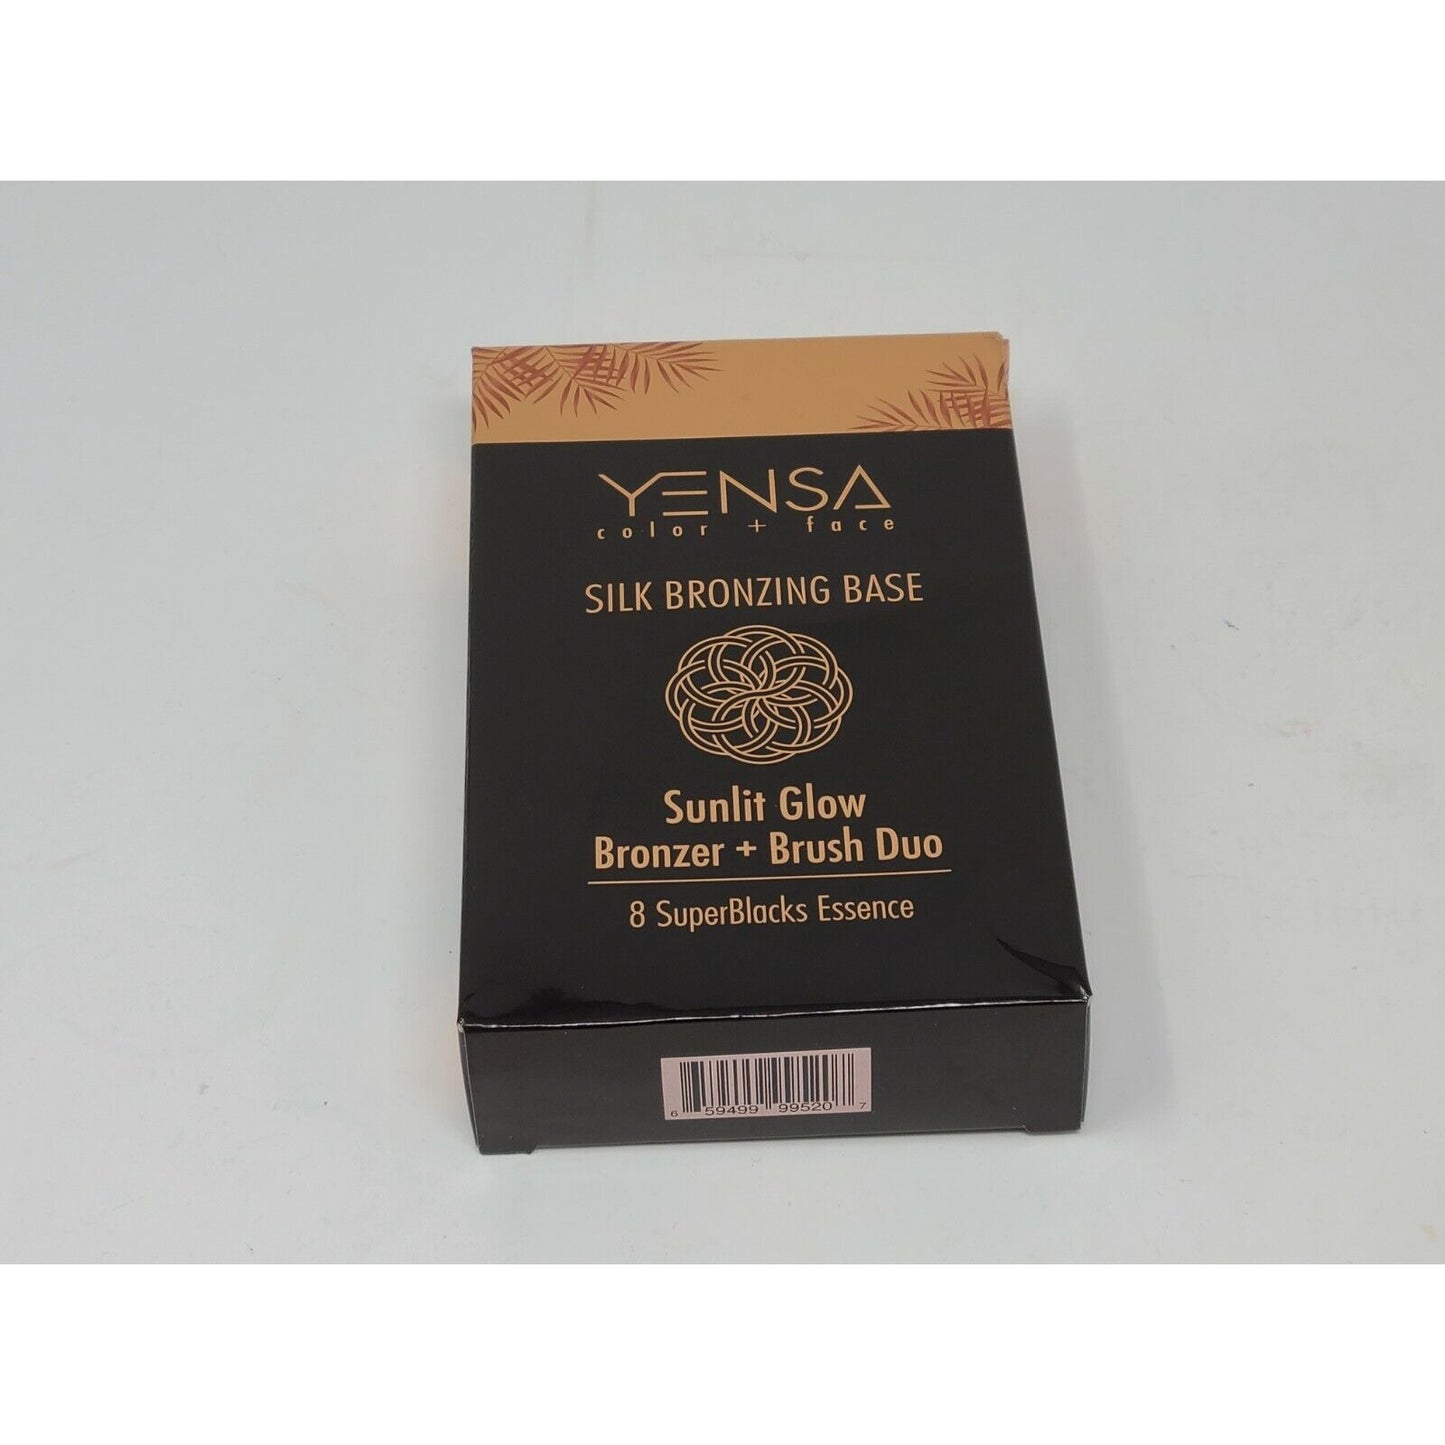 YENSA
color + face
SILK BRONZING BASE
Sunlit Glow
Bronzer + Brush Duo
8 SuperBlacks Essence
6 59499 99520 7